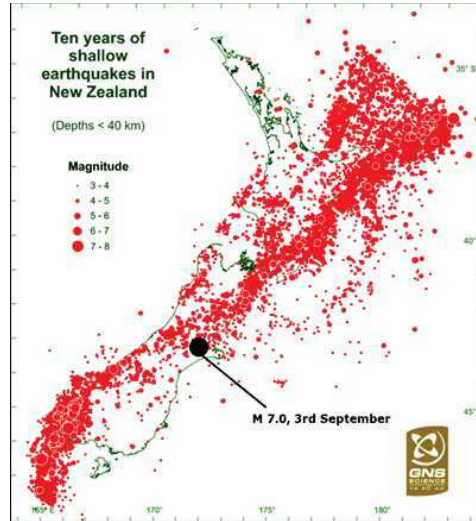 Ten years of
shallow
earthquakes in
New Zealand
(Depths < 40 km)
Magnitude
3 - 4
4 - 5
5 - 6
6 - 7
7 - 8
35° S
40°
M 7.0, 3rd September
45°
165° E
170°
175°
180°
GNS
SCIENCE